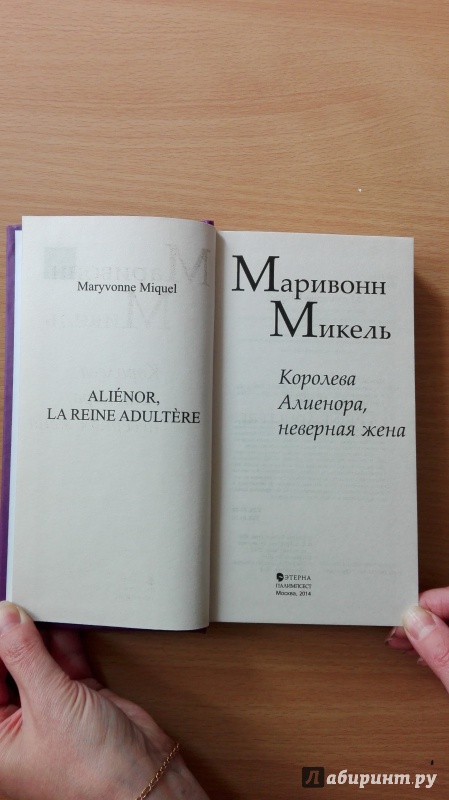 Maryvonne Miquel
ALIÉNOR,
LA REINE ADULTÈRE
Маривонн
Микель
Королева
Алиенора,
неверная жена
ЭТЕРНА
ПАЛИМПСЕСТ
Москва, 2014
Лабиринт.ру